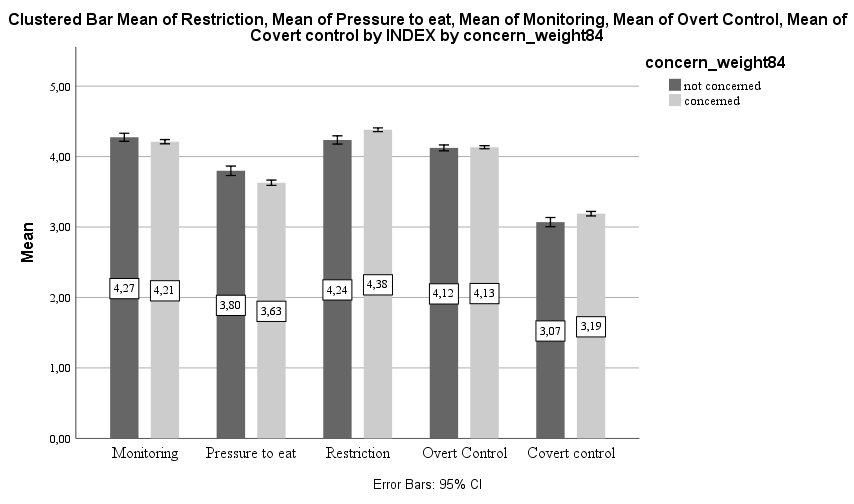 Clustered Bar Mean of Restriction, Mean of Pressure to eat, Mean of Monitoring, Mean of Overt Control, Mean of
Covert control by INDEX by concern_weight84
concern_weight84
not concerned
concerned
5,00
4,00
3,00
2,00
1,00
0,00
Mean
4,27
4,21
3,80
3,63
4,24
4,38
4,12
4,13
3,07
3,19
Monitoring
Pressure to eat
Restriction
Overt Control
Covert control
Error Bars: 95% CI